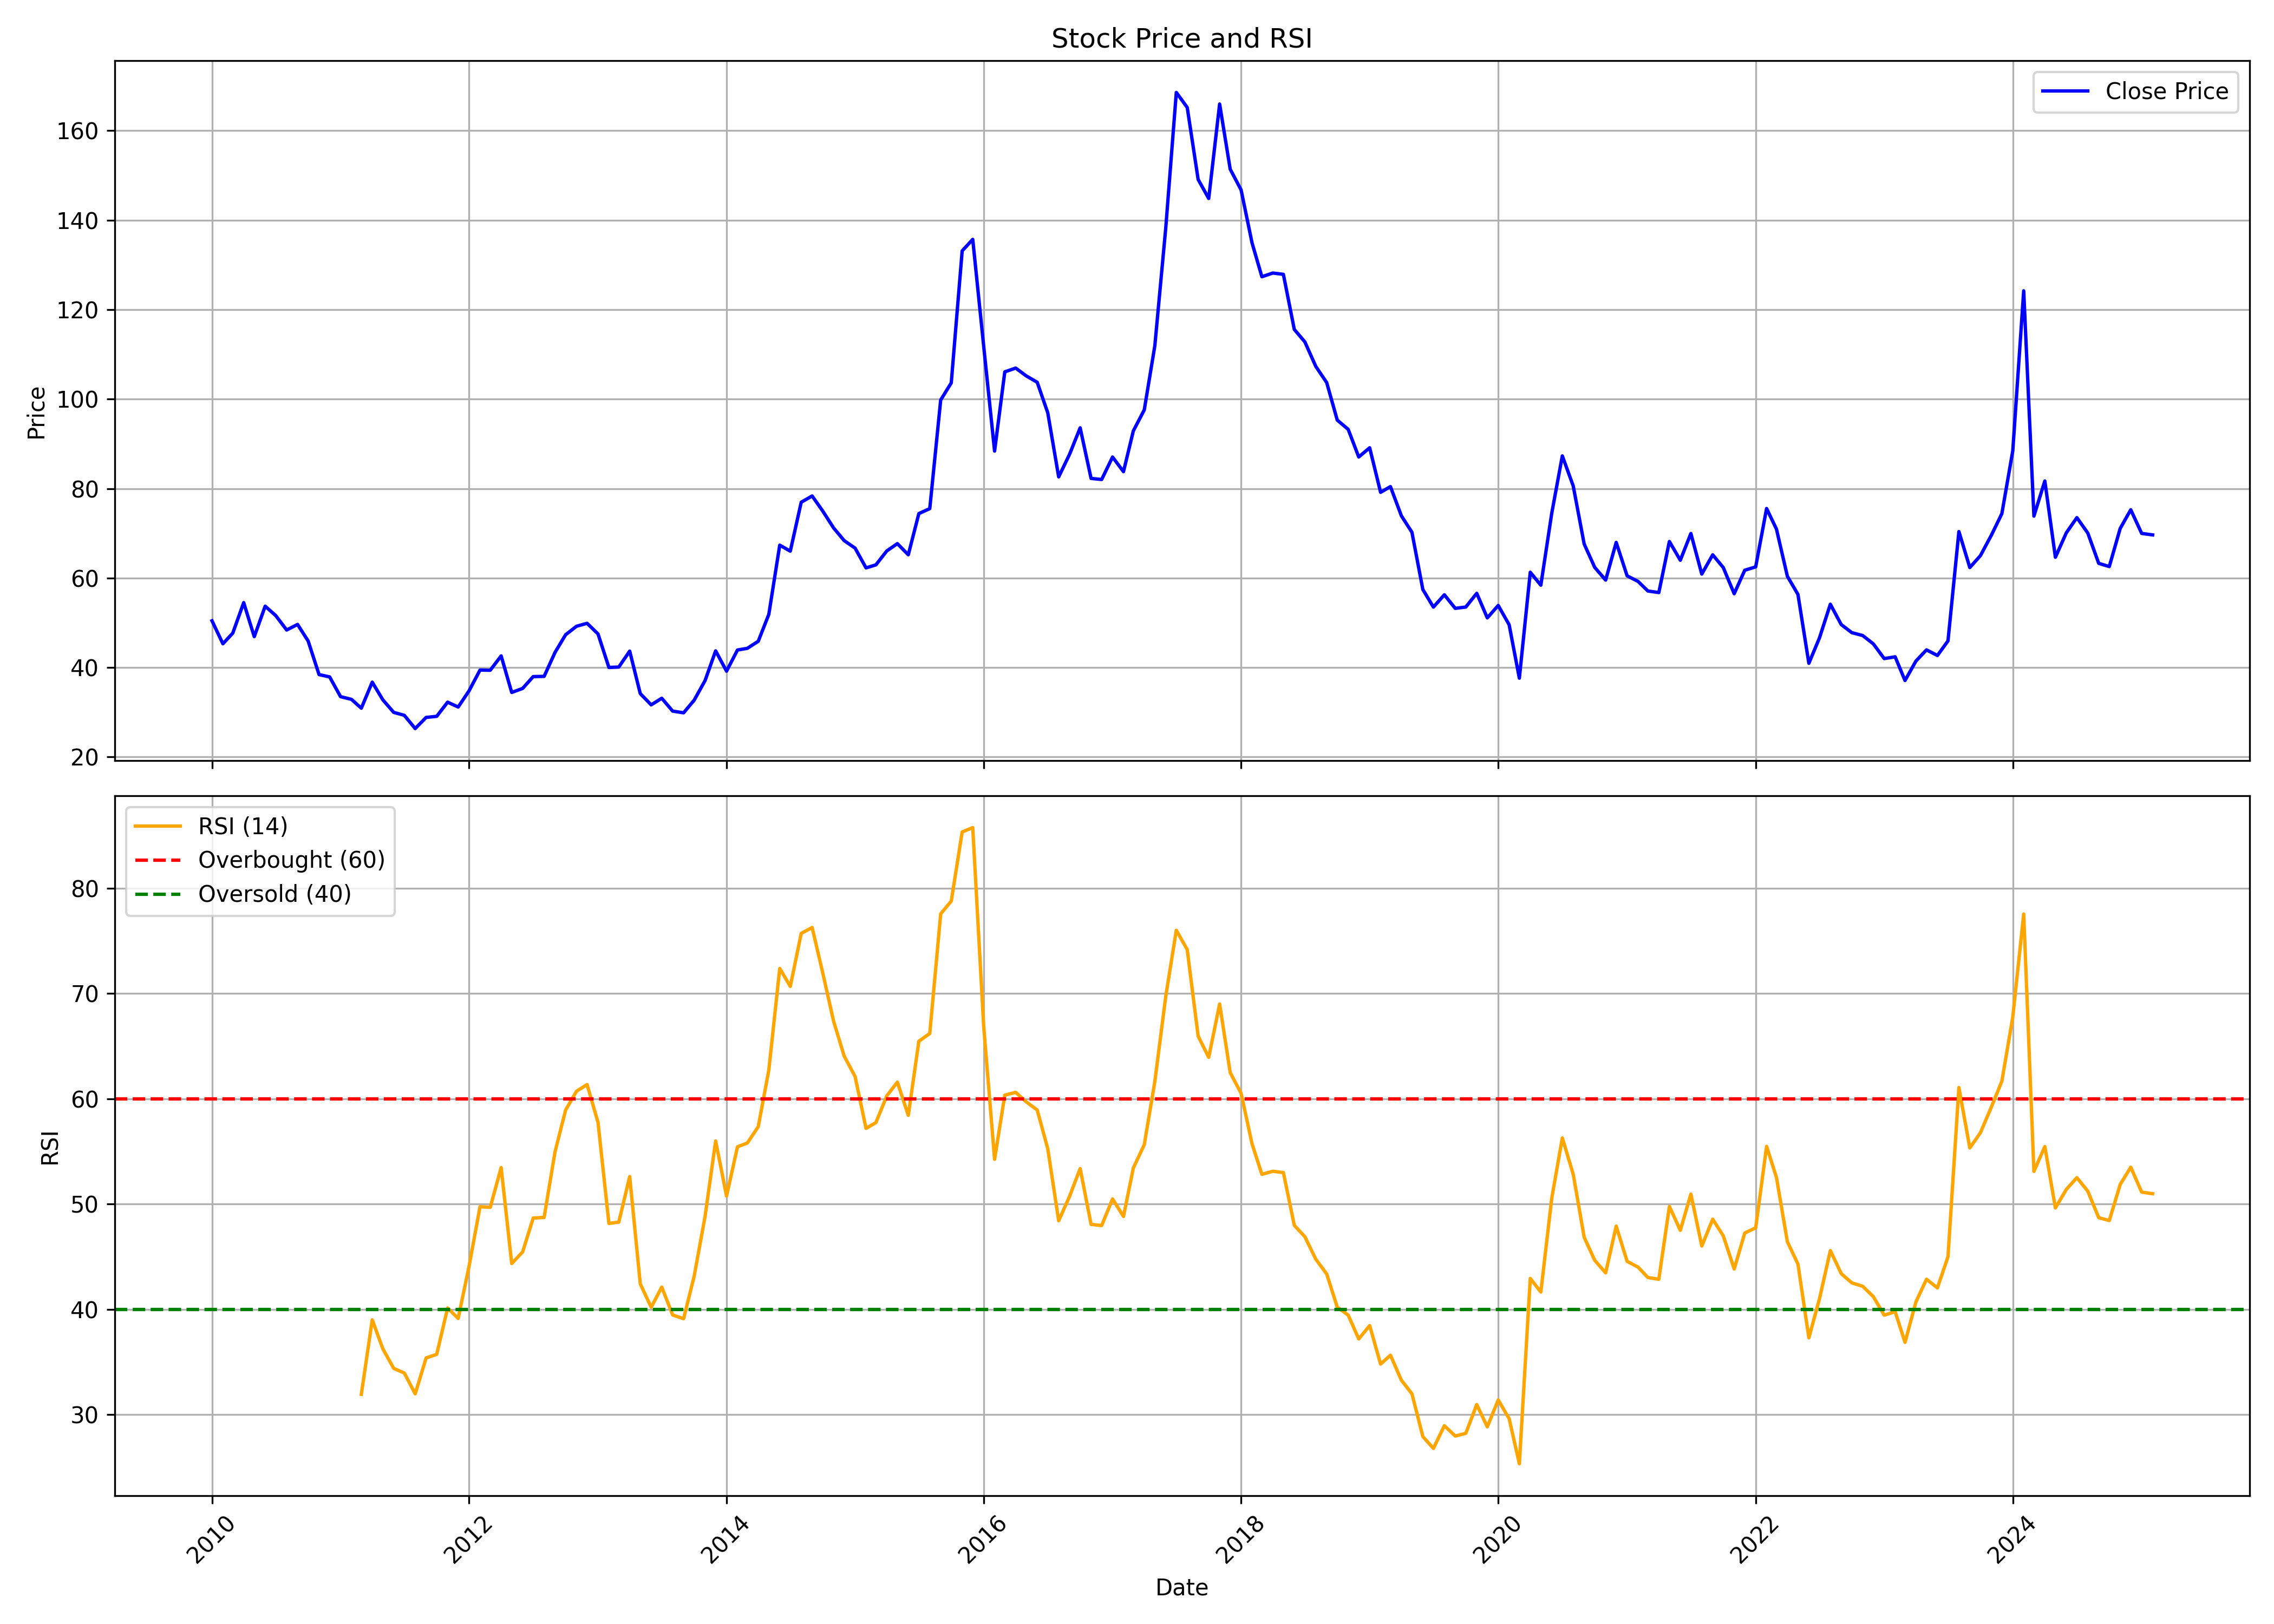 Stock Price and RSI
Close Price
Price
160
140
120
100
80
60
40
20
RSI (14)
Overbought (60)
Oversold (40)
RSI
80
70
60
50
40
30
2010
2012
2014
2016
2018
2020
2022
2024
Date